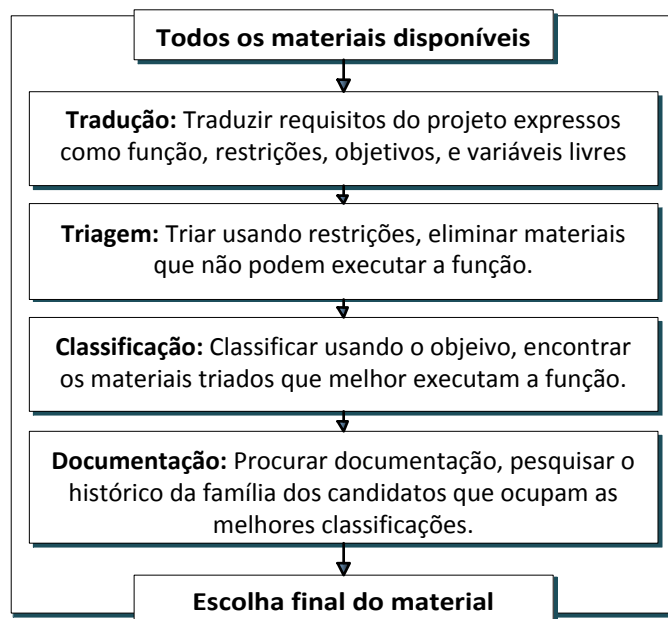 Todos os materiais disponíveis
Tradução: Traduzir requisitos do projeto expressos
como função, restrições, objetivos, e variáveis livres
Triagem: Triar usando restrições, eliminar materiais
que não podem executar a função.
Classificação: Classificar usando o objeivo, encontrar
os materiais triados que melhor executam a função.
Documentação: Procurar documentação, pesquisar o
histórico da família dos candidatos que ocupam as
melhores classificações.
Escolha final do material